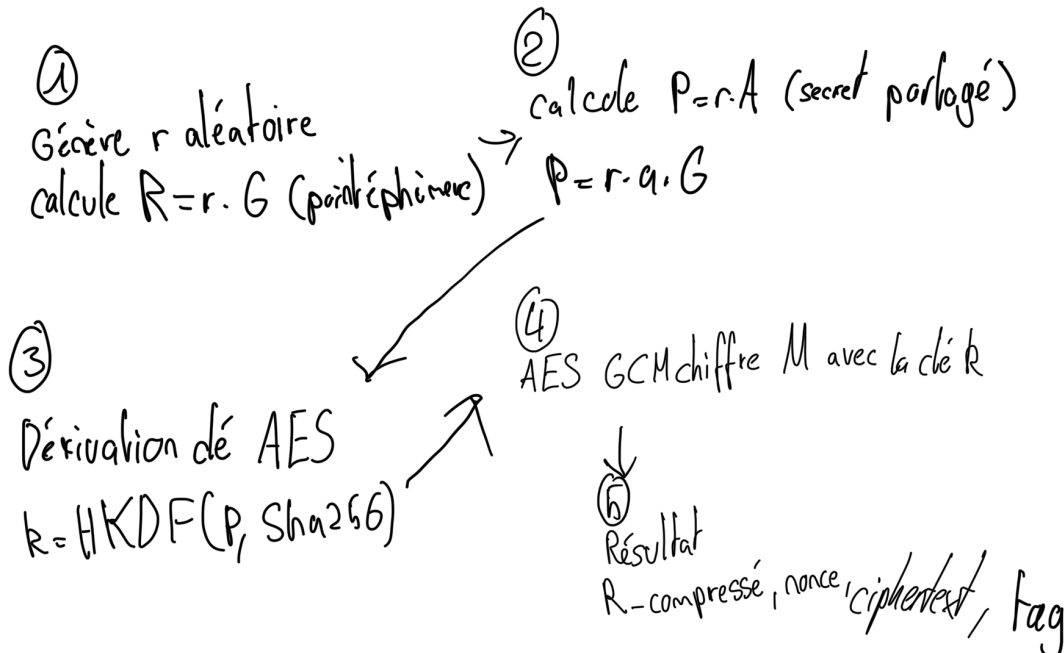 1
Génère r aléatoire
calcule R=r.G (point éphémère)
2
calcule P=r.A (secret partagé)
P=r.a.G
3
Dérivation clé AES
k=HKDF(P, Sha256)
4
AES GCM chiffre M avec la clé k
5
Résultat
R-compressé, nonce, ciphertext, tag